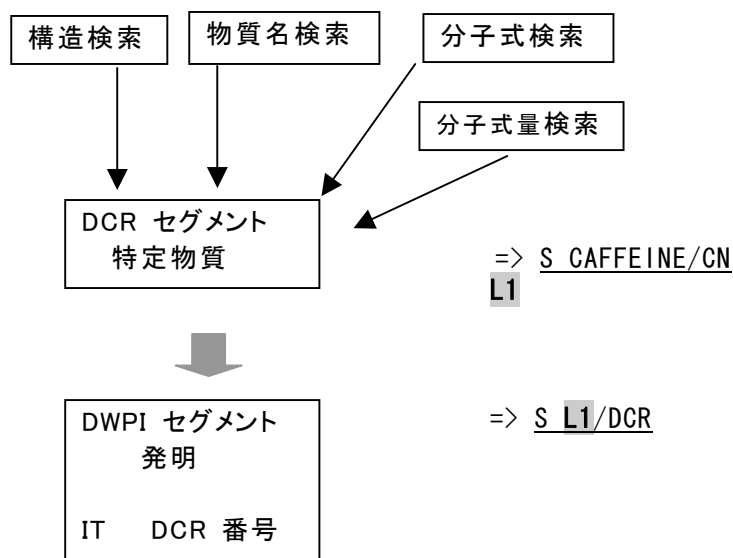 構造検索
物質名検索
分子式検索
分子式量検索
DCR セグメント
特定物質
=> S CAFFEINE/CN
L1
DWPI セグメント
発明
IT DCR 番号
=> S L1/DCR